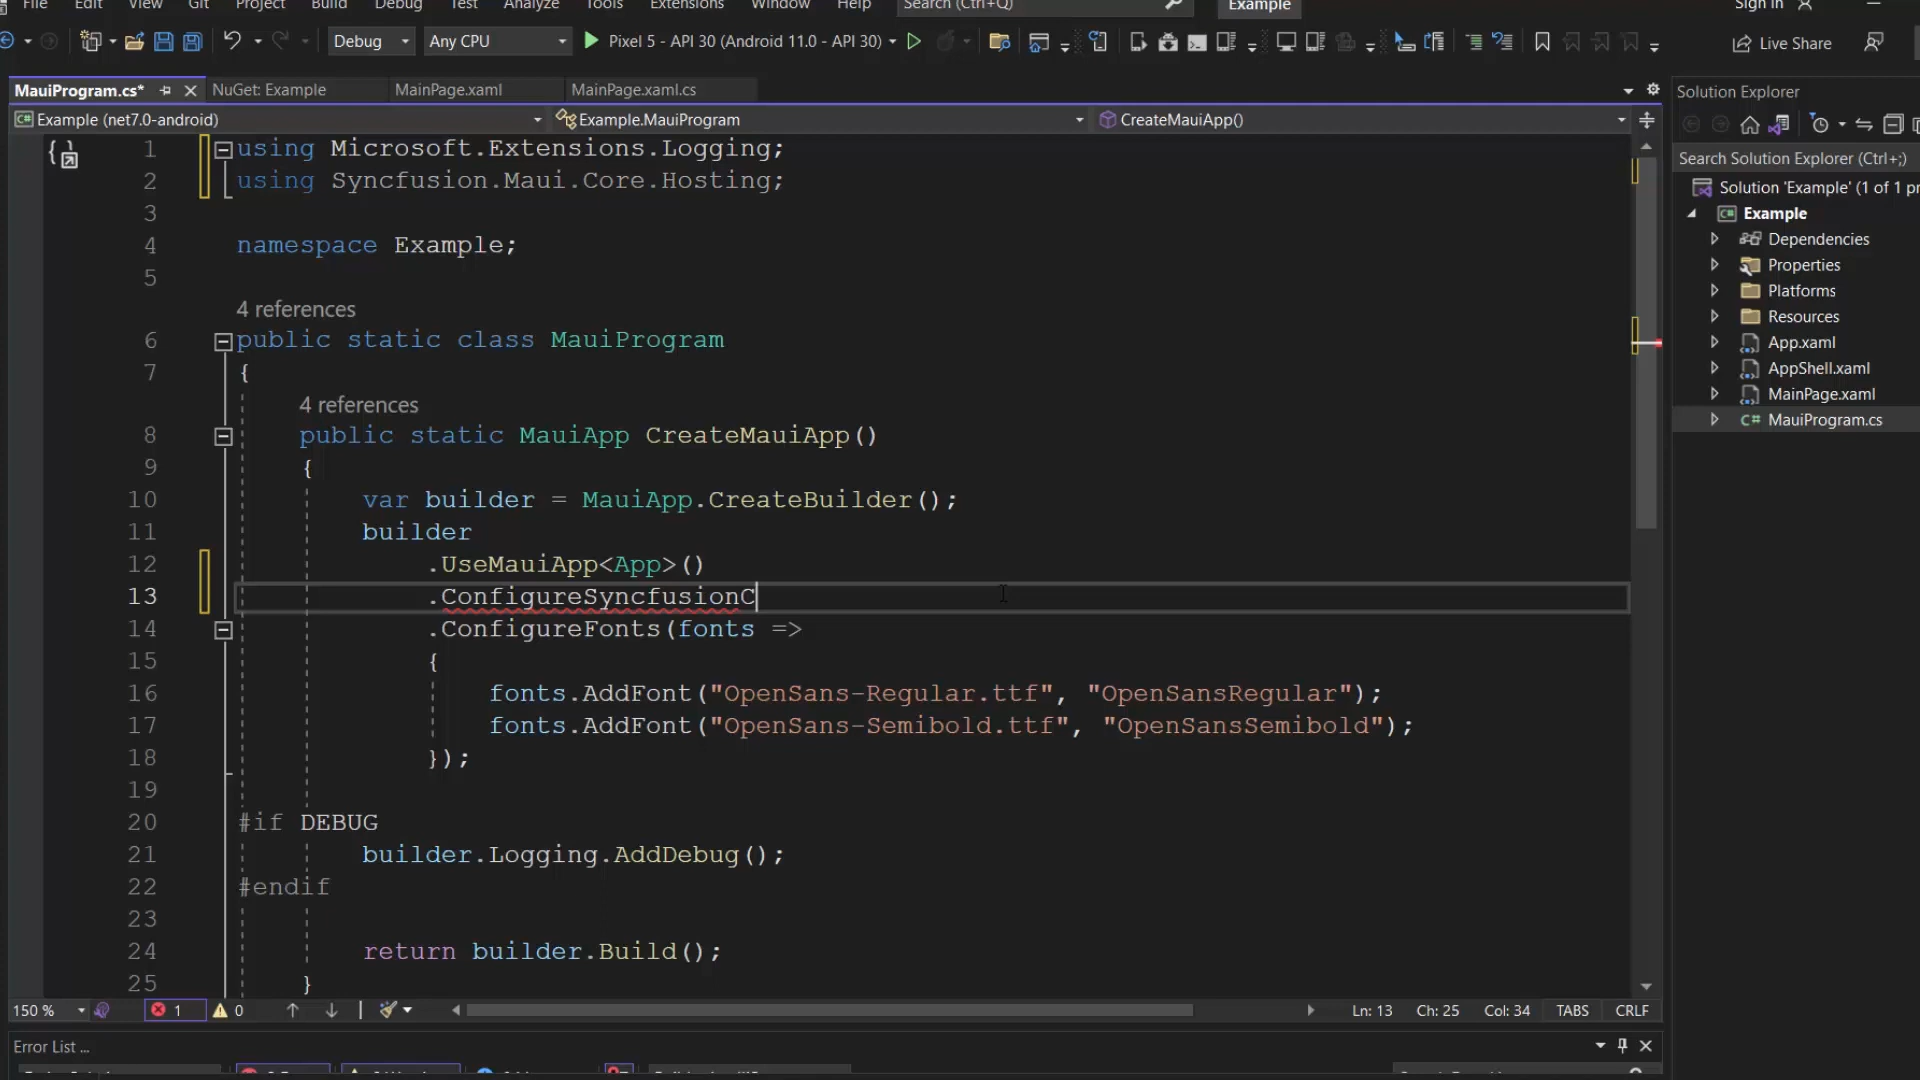 File Edit View Git Project Build Debug Test Analyze Tools Extensions Window Help Search (Ctrl+Q) Example Sign in
Debug Any CPU Pixel 5 - API 30 (Android 11.0 - API 30) Live Share
MauiProgram.cs* NuGet: Example MainPage.xaml MainPage.xaml.cs
Example (net7.0-android) Example.MauiProgram CreateMauiApp()
1 using Microsoft.Extensions.Logging;
2 using Syncfusion.Maui.Core.Hosting;
3
4 namespace Example;
5
4 references
6 public static class MauiProgram
7 {
4 references
8 public static MauiApp CreateMauiApp()
9 {
10 var builder = MauiApp.CreateBuilder();
11 builder
12 .UseMauiApp<App>()
13 .ConfigureSyncfusionC
14 .ConfigureFonts(fonts =>
15 {
16 fonts.AddFont("OpenSans-Regular.ttf", "OpenSansRegular");
17 fonts.AddFont("OpenSans-Semibold.ttf", "OpenSansSemibold");
18 });
19
20 #if DEBUG
21 builder.Logging.AddDebug();
22 #endif
23
24 return builder.Build();
25 }
150 % 1 0 Ln: 13 Ch: 25 Col: 34 TABS CRLF
Error List ...
Solution Explorer
Search Solution Explorer (Ctrl+;)
Solution 'Example' (1 of 1 pr
Example
Dependencies
Properties
Platforms
Resources
App.xaml
AppShell.xaml
MainPage.xaml
C# MauiProgram.cs